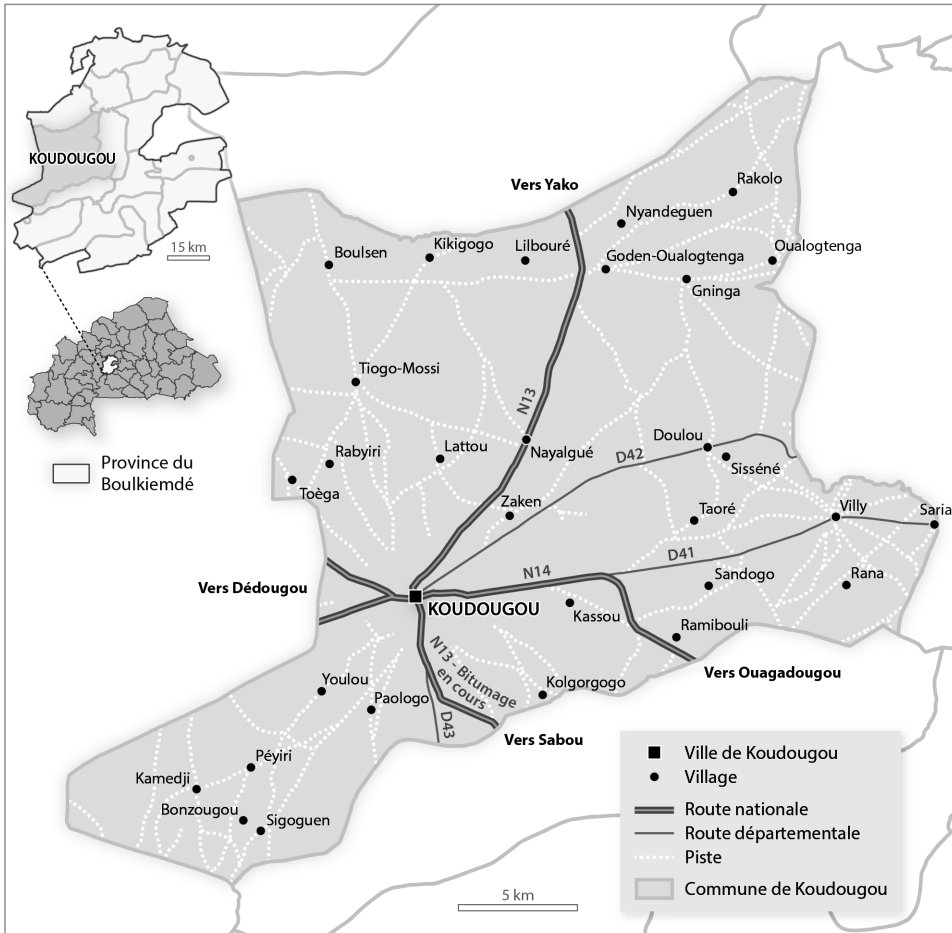 KOUDOUGOU
15 km
Province du
Boulkiemdé
Vers Yako
Rakolo
Nyandeguen
Boulsen
Kikigogo
Lilbouré
Goden-Oualogtenga
Oualogtenga
Gninga
Tiogo-Mossi
N13
Rabyiri
Lattou
Nayalgué
Doulou
D42
Sisséné
Toèga
Zaken
Taoré
Villy
Saria
D41
Vers Dédougou
N14
Sandogo
Rana
KOUDOUGOU
Kassou
Ramibouli
N13 - Bitumage
en cours
Vers Ouagadougou
Youlou
Paologo
Kolgorgogo
D43
Vers Sabou
Péyiri
Kamedji
Bonzougou
Sigoguen
5 km
Ville de Koudougou
Village
Route nationale
Route départementale
Piste
Commune de Koudougou